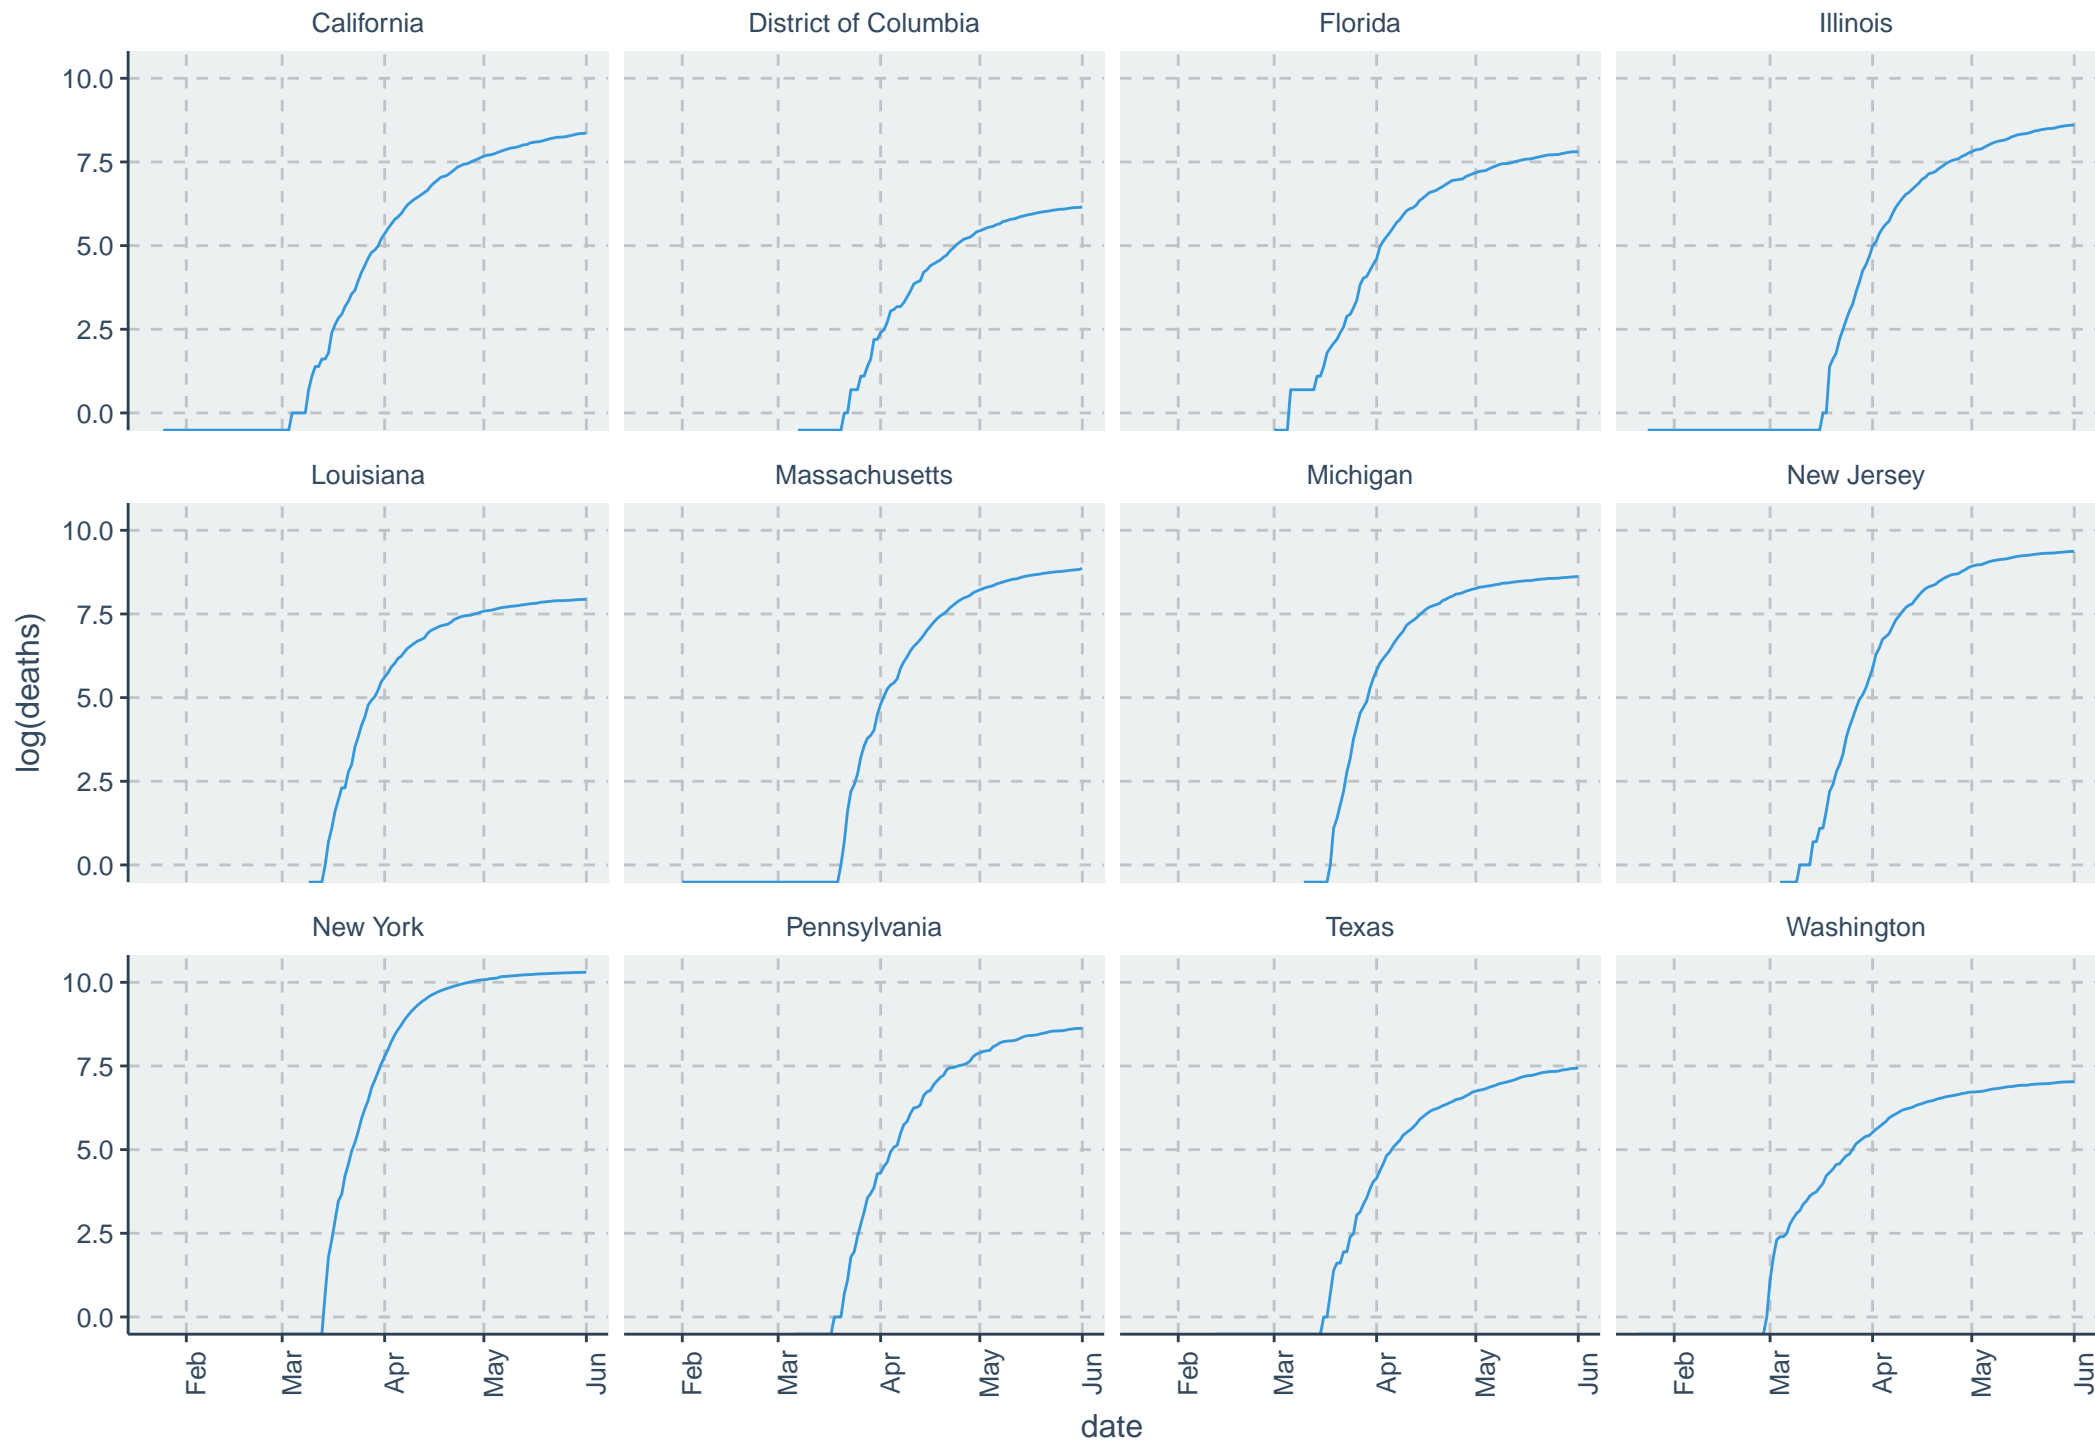 California
District of Columbia
Florida
Illinois
10.0
7.5
5.0
2.5
0.0
Louisiana
Massachusetts
Michigan
New Jersey
10.0
7.5
5.0
2.5
0.0
log(deaths)
New York
Pennsylvania
Texas
Washington
10.0
7.5
5.0
2.5
0.0
Feb
Mar
Apr
May
Jun
Feb
Mar
Apr
May
Jun
Feb
Mar
Apr
May
Jun
Feb
Mar
Apr
May
Jun
date